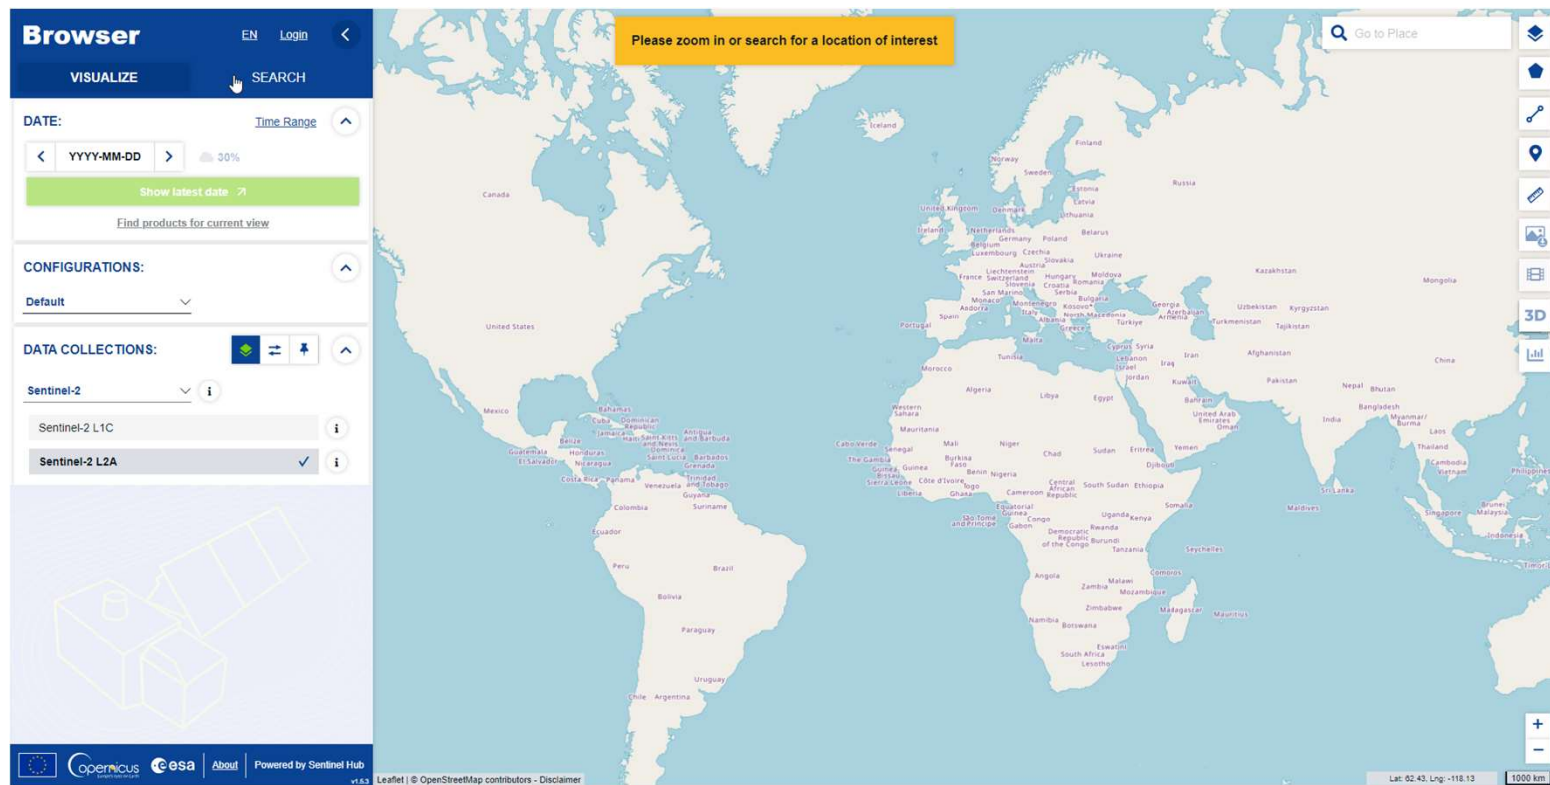 Browser
EN
Login
VISUALIZE
SEARCH
DATE:
Time Range
YYYY-MM-DD
30%
Show latest date
Find products for current view
CONFIGURATIONS:
Default
DATA COLLECTIONS:
Sentinel-2
i
Sentinel-2 L1C
i
Sentinel-2 L2A
i
Copernicus
esa
About
Powered by Sentinel Hub
v1.5.3
Please zoom in or search for a location of interest
Go to Place
3D
Iceland
Finland
Norway
Sweden
Russia
Canada
Estonia
Latvia
Lithuania
United Kingdom
Denmark
Ireland
Netherlands
Belarus
Germany
Poland
Belgium
Luxembourg
Czechia
Ukraine
Slovakia
Austria
Liechtenstein
Kazakhstan
France
Switzerland
Hungary
Moldova
Mongolia
Slovenia
Croatia
Romania
San Marino
Serbia
Monaco
Montenegro
Kosovo
Bulgaria
Andorra
Italy
Georgia
Uzbekistan
Kyrgyzstan
Spain
Albania
North Macedonia
Azerbaijan
Armenia
Portugal
Greece
Türkiye
Turkmenistan
Tajikistan
United States
Malta
Cyprus
Syria
Tunisia
Lebanon
Israel
Iraq
Iran
Afghanistan
China
Morocco
Jordan
Kuwait
Pakistan
Algeria
Libya
Egypt
Nepal
Bhutan
Western
Sahara
Bahrain
Bangladesh
Mexico
Bahamas
United Arab
Emirates
Oman
India
Myanmar/
Burma
Cuba
Dominican
Republic
Mauritania
Laos
Jamaica
Haiti
Saint Kitts
and Nevis
Antigua
and Barbuda
Cabo Verde
Senegal
Mali
Niger
Chad
Sudan
Eritrea
Yemen
Thailand
Belize
Dominica
Guatemala
Honduras
Saint Lucia
Barbados
The Gambia
Burkina
Faso
Djibouti
Cambodia
Vietnam
Philippines
El Salvador
Nicaragua
Grenada
Guinea
Bissau
Guinea
Benin
Nigeria
Costa Rica
Panama
Venezuela
Trinidad
and Tobago
Sierra Leone
Côte d'Ivoire
Togo
Central
African
Republic
South Sudan
Ethiopia
Guyana
Liberia
Ghana
Cameroon
Sri Lanka
Colombia
Suriname
Equatorial
Guinea
Somalia
Maldives
Brunei
São Tome
and Principe
Gabon
Congo
Uganda
Kenya
Singapore
Malaysia
Ecuador
Democratic
Republic
of the Congo
Rwanda
Burundi
Tanzania
Seychelles
Indonesia
Peru
Brazil
Angola
Comoros
Timor-L
Zambia
Malawi
Mozambique
Bolivia
Zimbabwe
Madagascar
Mauritius
Paraguay
Namibia
Botswana
Eswatini
South Africa
Lesotho
Uruguay
Chile
Argentina
Leaflet | © OpenStreetMap contributors - Disclaimer
Lat: 62.43, Lng: -118.13
1000 km